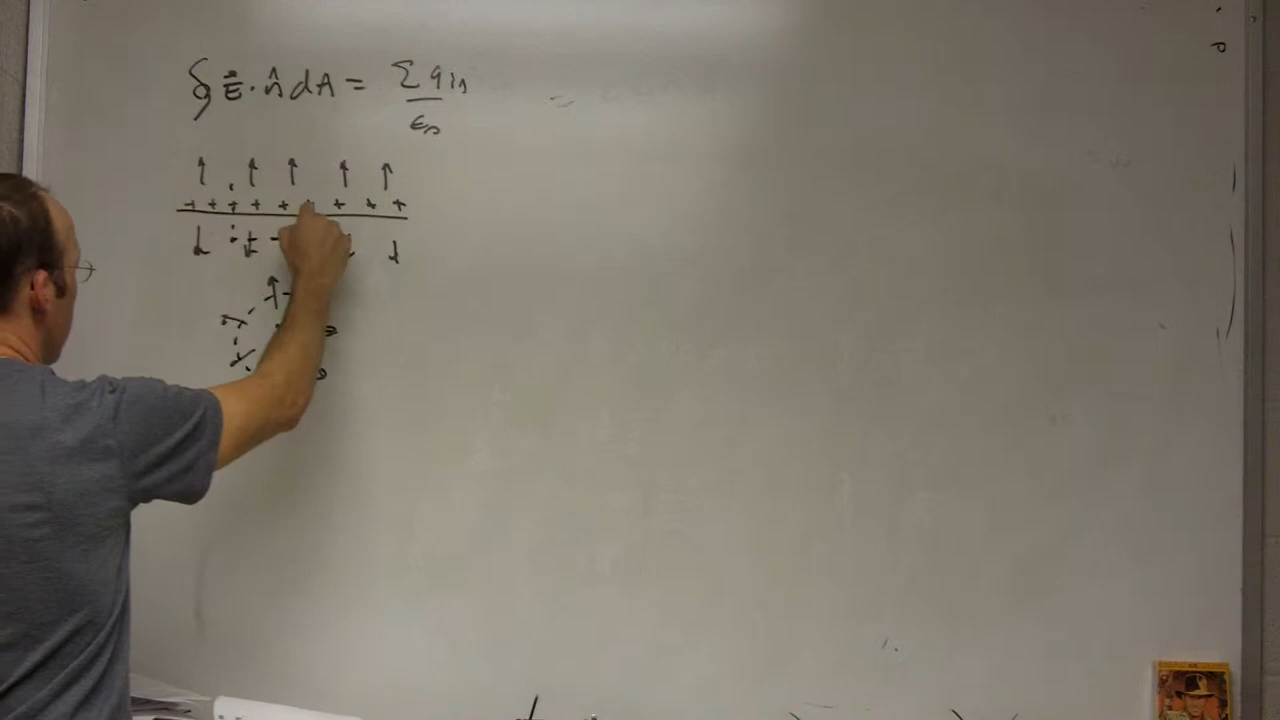 ∮ E⃗ · n̂ dA = Σ qin / ε0
+ + + + + + + +